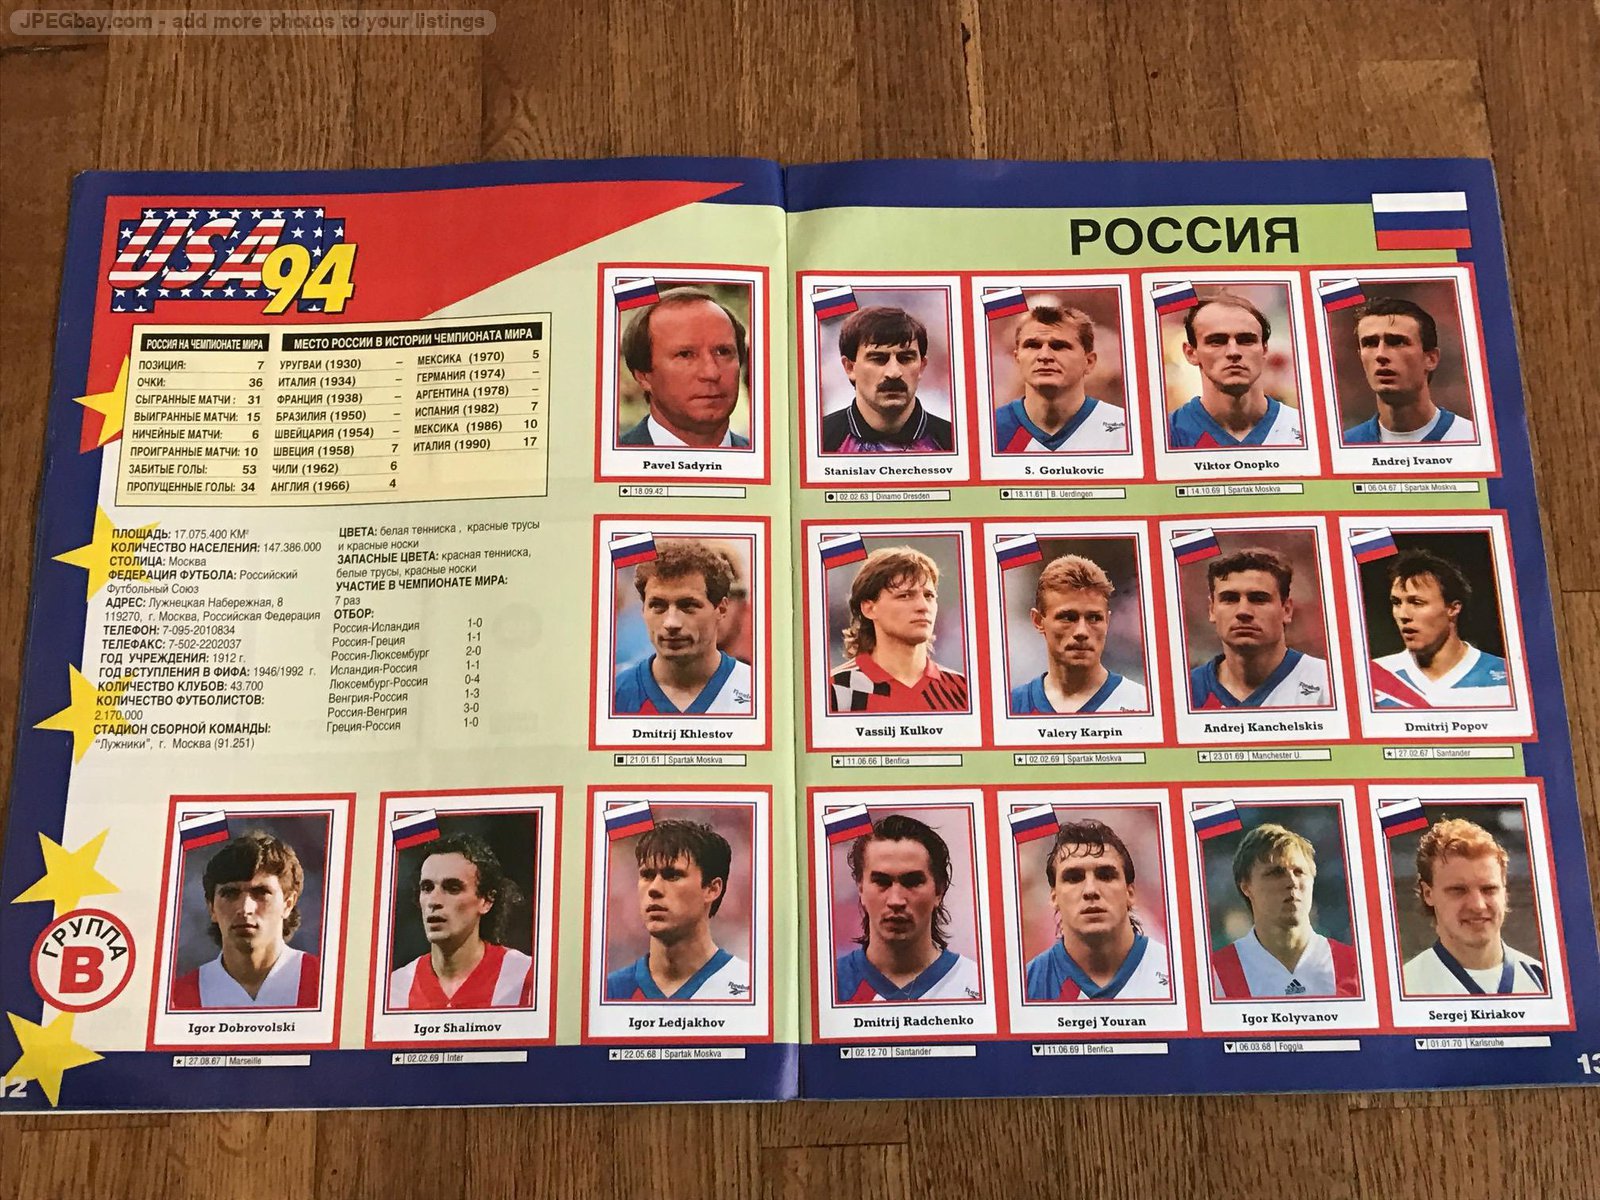 JPEGbay.com - add more photos to your listings
USA 94
РОССИЯ
РОССИЯ НА ЧЕМПИОНАТЕ МИРА
ПОЗИЦИЯ: 7
ОЧКИ: 36
СЫГРАННЫЕ МАТЧИ : 31
ВЫИГРАННЫЕ МАТЧИ: 15
НИЧЕЙНЫЕ МАТЧИ: 6
ПРОИГРАННЫЕ МАТЧИ: 10
ЗАБИТЫЕ ГОЛЫ: 53
ПРОПУЩЕННЫЕ ГОЛЫ: 34
МЕСТО РОССИИ В ИСТОРИИ ЧЕМПИОНАТА МИРА
УРУГВАИ (1930) –
ИТАЛИЯ (1934) –
ФРАНЦИЯ (1938) –
БРАЗИЛИЯ (1950) –
ШВЕЙЦАРИЯ (1954) –
ШВЕЦИЯ (1958) 7
ЧИЛИ (1962) 6
АНГЛИЯ (1966) 4
МЕКСИКА (1970) 5
ГЕРМАНИЯ (1974) –
АРГЕНТИНА (1978) –
ИСПАНИЯ (1982) 7
МЕКСИКА (1986) 10
ИТАЛИЯ (1990) 17
ПЛОЩАДЬ: 17.075.400 КМ²
КОЛИЧЕСТВО НАСЕЛЕНИЯ: 147.386.000
СТОЛИЦА: Москва
ФЕДЕРАЦИЯ ФУТБОЛА: Российский
Футбольный Союз
АДРЕС: Лужнецкая Набережная, 8
119270, г. Москва, Российская Федерация
ТЕЛЕФОН: 7-095-2010834
ТЕЛЕФАКС: 7-502-2202037
ГОД УЧРЕЖДЕНИЯ: 1912 г.
ГОД ВСТУПЛЕНИЯ В ФИФА: 1946/1992 г.
КОЛИЧЕСТВО КЛУБОВ: 43.700
КОЛИЧЕСТВО ФУТБОЛИСТОВ:
2.170.000
СТАДИОН СБОРНОЙ КОМАНДЫ:
"Лужники", г. Москва (91.251)
ЦВЕТА: белая тенниска , красные трусы
и красные носки
ЗАПАСНЫЕ ЦВЕТА: красная тенниска,
белые трусы, красные носки
УЧАСТИЕ В ЧЕМПИОНАТЕ МИРА:
7 раз
ОТБОР:
Россия-Исландия 1-0
Россия-Греция 1-1
Россия-Люксембург 2-0
Исландия-Россия 1-1
Люксембург-Россия 0-4
Венгрия-Россия 1-3
Россия-Венгрия 3-0
Греция-Россия 1-0
Pavel Sadyrin
18.09.42
Stanislav Cherchessov
02.02.63 Dinamo Dresden
S. Gorlukovic
18.11.61 B. Uerdingen
Viktor Onopko
14.10.69 Spartak Moskva
Andrej Ivanov
06.04.67 Spartak Moskva
Dmitrij Khlestov
21.01.61 Spartak Moskva
Vassilj Kulkov
11.06.66 Benfica
Valery Karpin
02.02.69 Spartak Moskva
Andrej Kanchelskis
23.01.69 Manchester U.
Dmitrij Popov
27.02.67 Santander
Igor Dobrovolski
27.08.67 Marseille
Igor Shalimov
02.02.69 Inter
Igor Ledjakhov
22.05.68 Spartak Moskva
Dmitrij Radchenko
02.12.70 Santander
Sergej Youran
11.06.69 Benfica
Igor Kolyvanov
06.03.68 Foggia
Sergej Kiriakov
01.01.70 Karlsruhe
ГРУППА
B
12
13